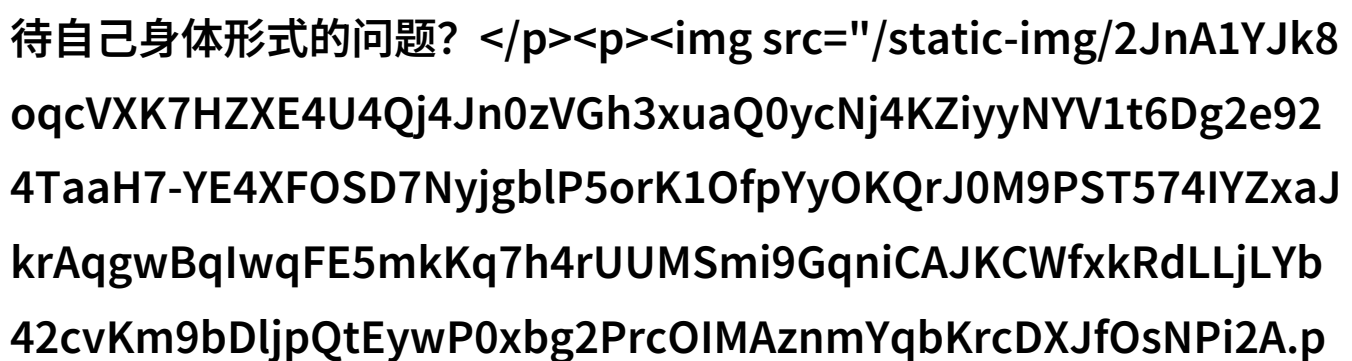 待自己身体形式的问题？</p><p><img src="/static-img/2JnA1YJk8
oqcVXK7HZXE4U4Qj4Jn0zVGh3xuaQ0ycNj4KZiyyNYV1t6Dg2e92
4TaaH7-YE4XFOSD7NyjgblP5orK1OfpYyOKQrJ0M9PST574IYZxaJ
krAqgwBqIwqFE5mkKq7h4rUUMSmi9GqniCAJKCWfxkRdLLjLYb
42cvKm9bDljpQtEywP0xbg2PrcOIMAznmYqbKrcDXJfOsNPi2A.p